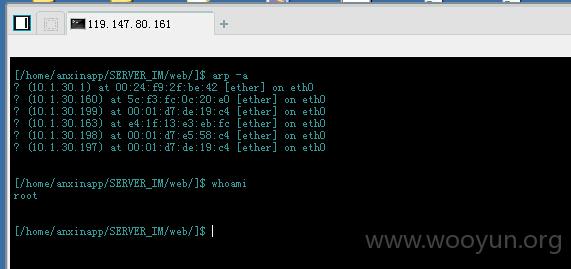 119.147.80.161
[/home/anxinapp/SERVER_IM/web/]$ arp -a
? (10.1.30.1) at 00:24:f9:2f:be:42 [ether] on eth0
? (10.1.30.160) at 5c:f3:fc:0c:20:e0 [ether] on eth0
? (10.1.30.199) at 00:01:d7:de:19:c4 [ether] on eth0
? (10.1.30.163) at e4:1f:13:e3:eb:fc [ether] on eth0
? (10.1.30.198) at 00:01:d7:e5:58:c4 [ether] on eth0
? (10.1.30.197) at 00:01:d7:de:19:c4 [ether] on eth0
[/home/anxinapp/SERVER_IM/web/]$ whoami
root
[/home/anxinapp/SERVER_IM/web/]$
www.wooyun.org